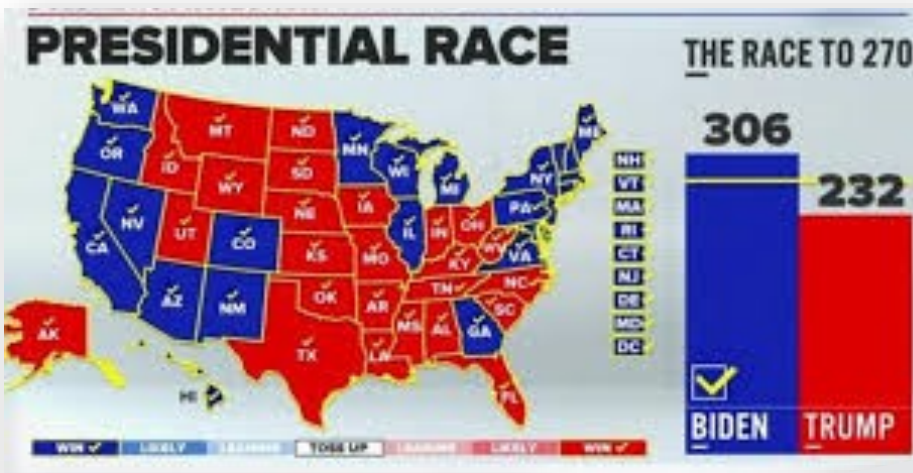 PRESIDENTIAL RACE
THE RACE TO 270
306
232
WA
MT
ND
MN
ME
OR
ID
SD
WI
MI
NY
WY
NV
UT
CO
NE
IA
IL
IN
OH
PA
CA
KS
MO
KY
WV
VA
AZ
NM
OK
AR
TN
NC
SC
MS
AL
GA
TX
LA
FL
AK
HI
NH
VT
MA
RI
CT
NJ
DE
MD
DC
WIN
LIKELY
LEANING
TOSS UP
LEANING
LIKELY
WIN
BIDEN
TRUMP